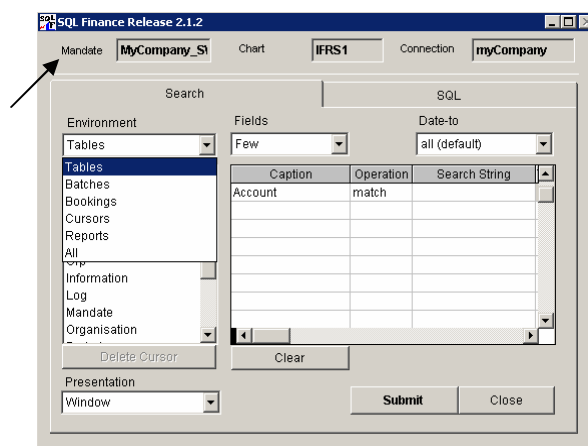 SQL Finance Release 2.1.2
Mandate MyCompany_S Chart IFRS1 Connection myCompany
Search SQL
Environment Fields Date-to
Tables Few all (default)
Tables
Batches
Bookings
Cursors
Reports
All
Information
Log
Mandate
Organisation
Caption Operation Search String
Account match
Delete Cursor Clear
Presentation
Window Submit Close